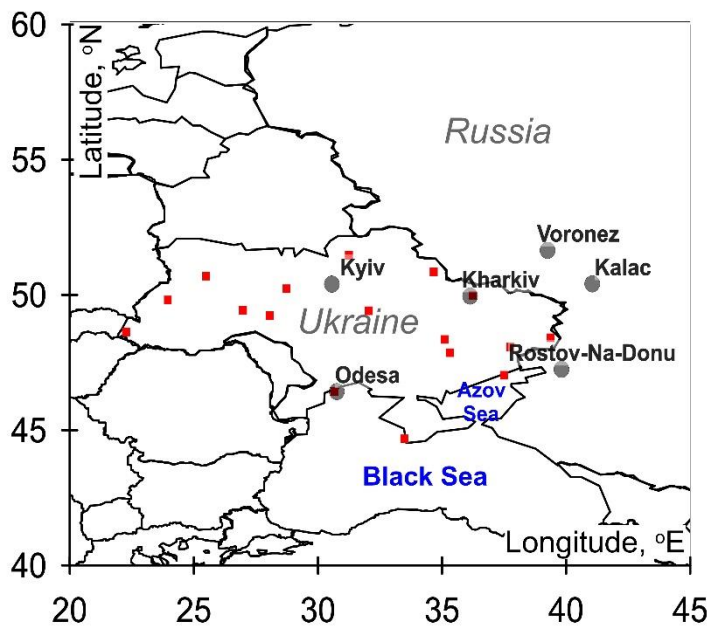 60
Latitude, °N
Russia
55
Voronez
Kyiv
Kalac
Kharkiv
50
Ukraine
Rostov-Na-Donu
Odesa
Azov
Sea
45
Black Sea
Longitude, °E
40
20
25
30
35
40
45